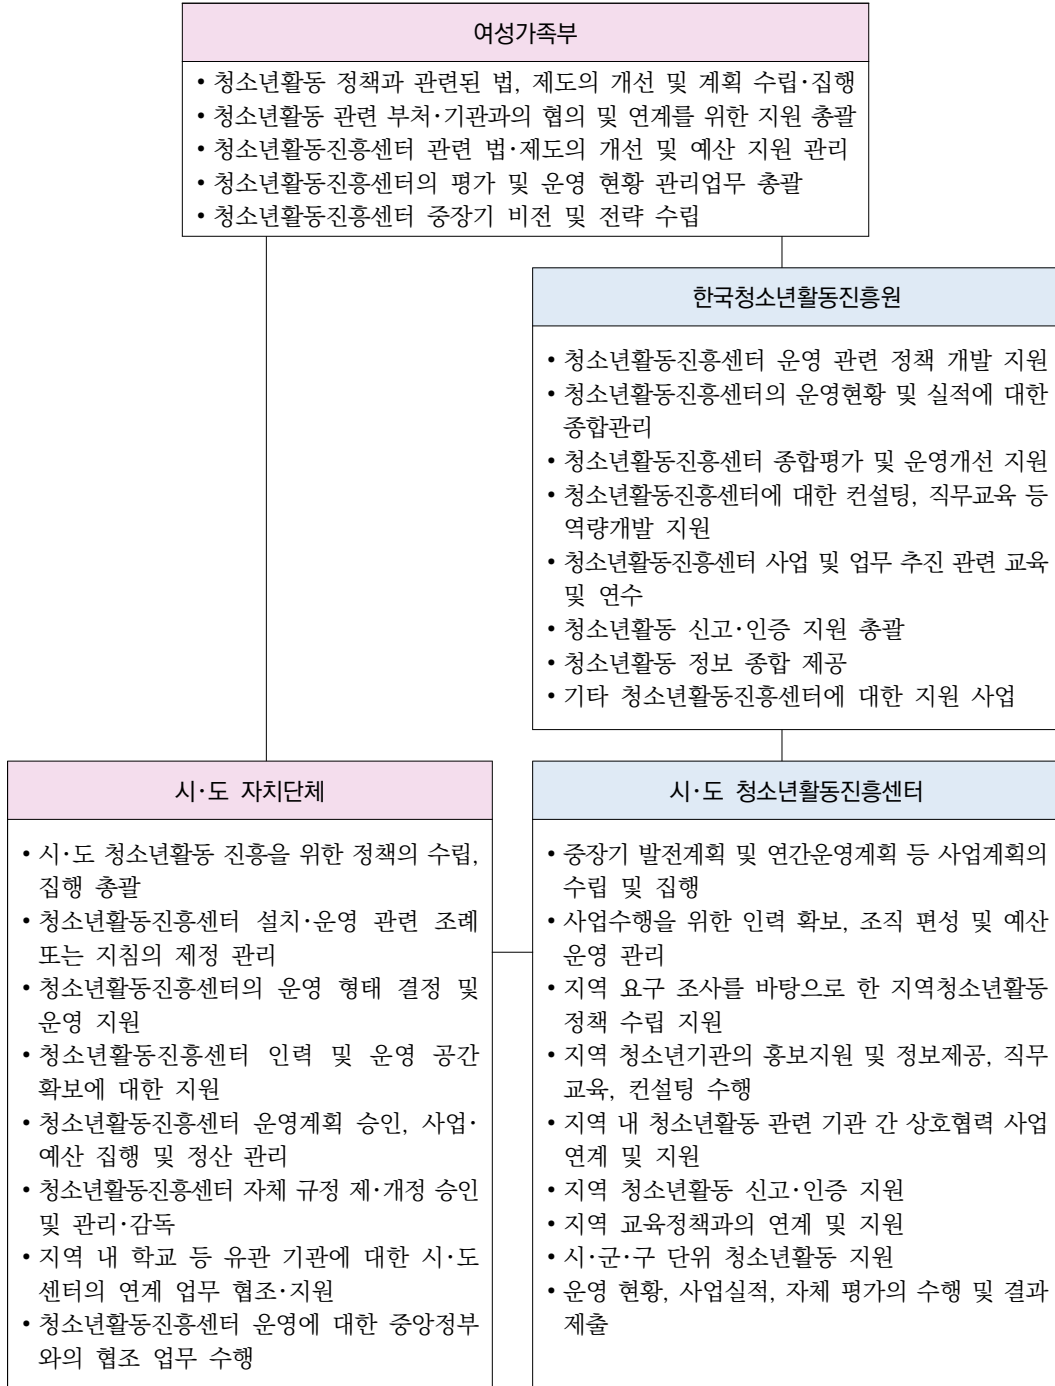 여성가족부
• 청소년활동 정책과 관련된 법, 제도의 개선 및 계획 수립·집행
• 청소년활동 관련 부처·기관과의 협의 및 연계를 위한 지원 총괄
• 청소년활동진흥센터 관련 법·제도의 개선 및 예산 지원 관리
• 청소년활동진흥센터의 평가 및 운영 현황 관리업무 총괄
• 청소년활동진흥센터 중장기 비전 및 전략 수립
한국청소년활동진흥원
• 청소년활동진흥센터 운영 관련 정책 개발 지원
• 청소년활동진흥센터의 운영현황 및 실적에 대한
종합관리
• 청소년활동진흥센터 종합평가 및 운영개선 지원
• 청소년활동진흥센터에 대한 컨설팅, 직무교육 등
역량개발 지원
• 청소년활동진흥센터 사업 및 업무 추진 관련 교육
및 연수
• 청소년활동 신고·인증 지원 총괄
• 청소년활동 정보 종합 제공
• 기타 청소년활동진흥센터에 대한 지원 사업
시·도 자치단체
• 시·도 청소년활동 진흥을 위한 정책의 수립,
집행 총괄
• 청소년활동진흥센터 설치·운영 관련 조례
또는 지침의 제정 관리
• 청소년활동진흥센터의 운영 형태 결정 및
운영 지원
• 청소년활동진흥센터 인력 및 운영 공간
확보에 대한 지원
• 청소년활동진흥센터 운영계획 승인, 사업·
예산 집행 및 정산 관리
• 청소년활동진흥센터 자체 규정 제·개정 승인
및 관리·감독
• 지역 내 학교 등 유관 기관에 대한 시·도
센터의 연계 업무 협조·지원
• 청소년활동진흥센터 운영에 대한 중앙정부
와의 협조 업무 수행
시·도 청소년활동진흥센터
• 중장기 발전계획 및 연간운영계획 등 사업계획의
수립 및 집행
• 사업수행을 위한 인력 확보, 조직 편성 및 예산
운영 관리
• 지역 요구 조사를 바탕으로 한 지역청소년활동
정책 수립 지원
• 지역 청소년기관의 홍보지원 및 정보제공, 직무
교육, 컨설팅 수행
• 지역 내 청소년활동 관련 기관 간 상호협력 사업
연계 및 지원
• 지역 청소년활동 신고·인증 지원
• 지역 교육정책과의 연계 및 지원
• 시·군·구 단위 청소년활동 지원
• 운영 현황, 사업실적, 자체 평가의 수행 및 결과
제출